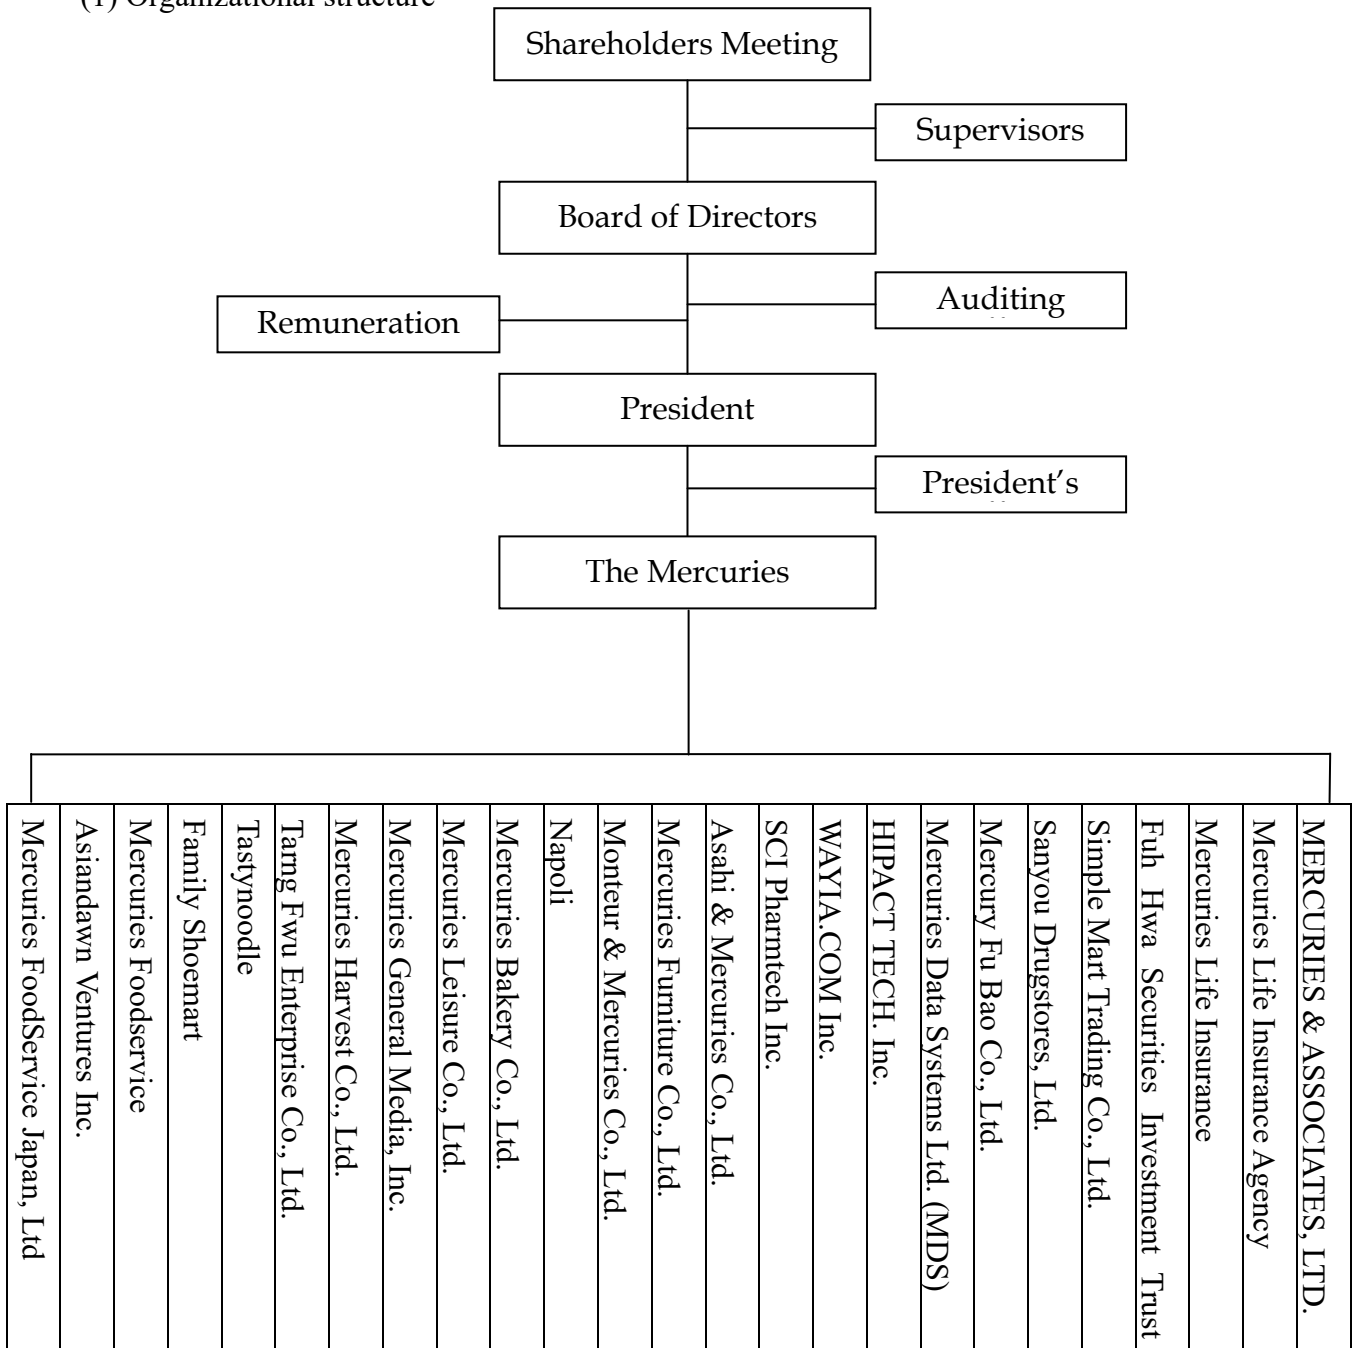 (1) Organizational structure
Shareholders Meeting
Supervisors
Board of Directors
Auditing
Remuneration
President
President’s
The Mercuries
Mercuries FoodService Japan, Ltd
Asiandawn Ventures Inc.
Mercuries Foodservice
Family Shoemart
Tastynoodle
Tarng Fwu Enterprise Co., Ltd.
Mercuries Harvest Co., Ltd.
Mercuries General Media, Inc.
Mercuries Leisure Co., Ltd.
Mercuries Bakery Co., Ltd.
Napoli
Monteur & Mercuries Co., Ltd.
Mercuries Furniture Co., Ltd.
Asahi & Mercuries Co., Ltd.
SCI Pharmtech Inc.
WAYIA.COM Inc.
HIPACT TECH. Inc.
Mercuries Data Systems Ltd. (MDS)
Mercury Fu Bao Co., Ltd.
Sanyou Drugstores, Ltd.
Simple Mart Trading Co., Ltd.
Fuh Hwa Securities Investment Trust
Mercuries Life Insurance
Mercuries Life Insurance Agency
MERCURIES & ASSOCIATES, LTD.